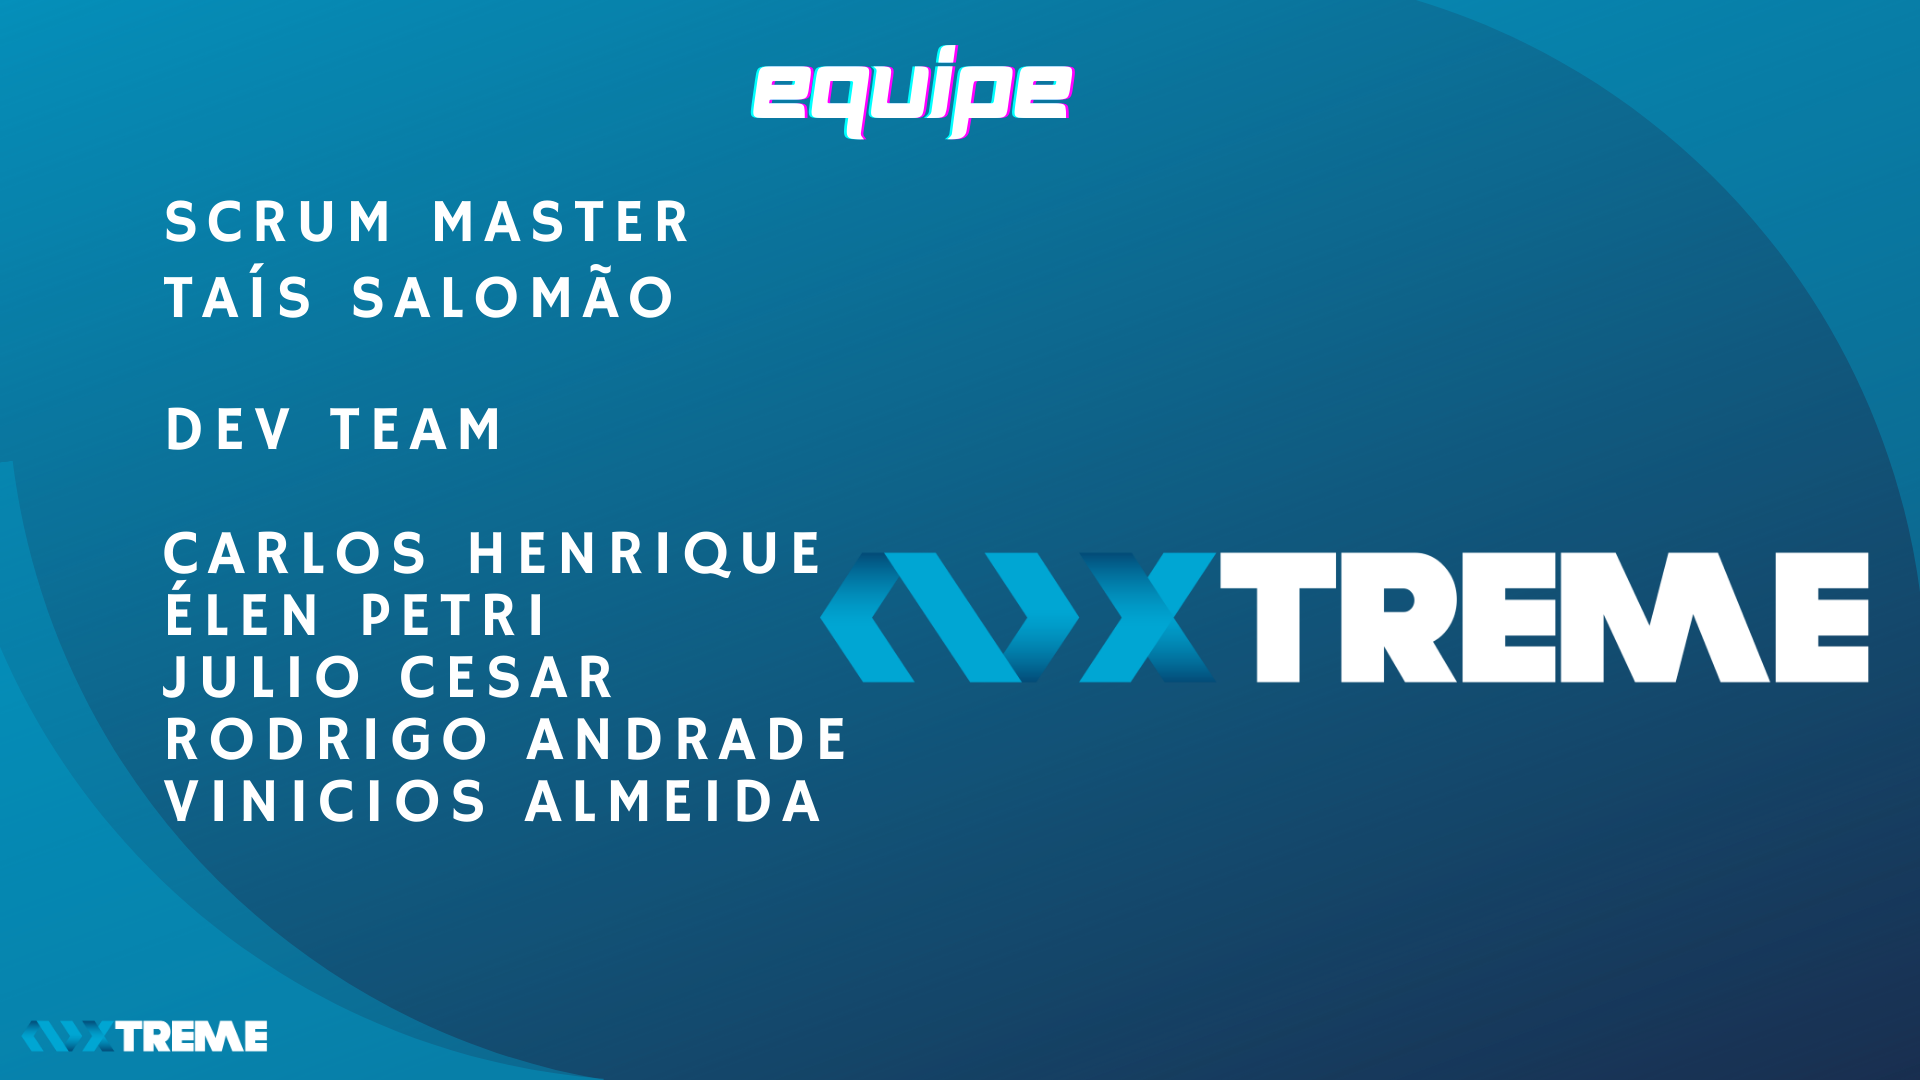 equipe
SCRUM MASTER
TAÍS SALOMÃO
DEV TEAM
CARLOS HENRIQUE
ÉLEN PETRI
JULIO CESAR
RODRIGO ANDRADE
VINICIOS ALMEIDA
XTREME
XTREME